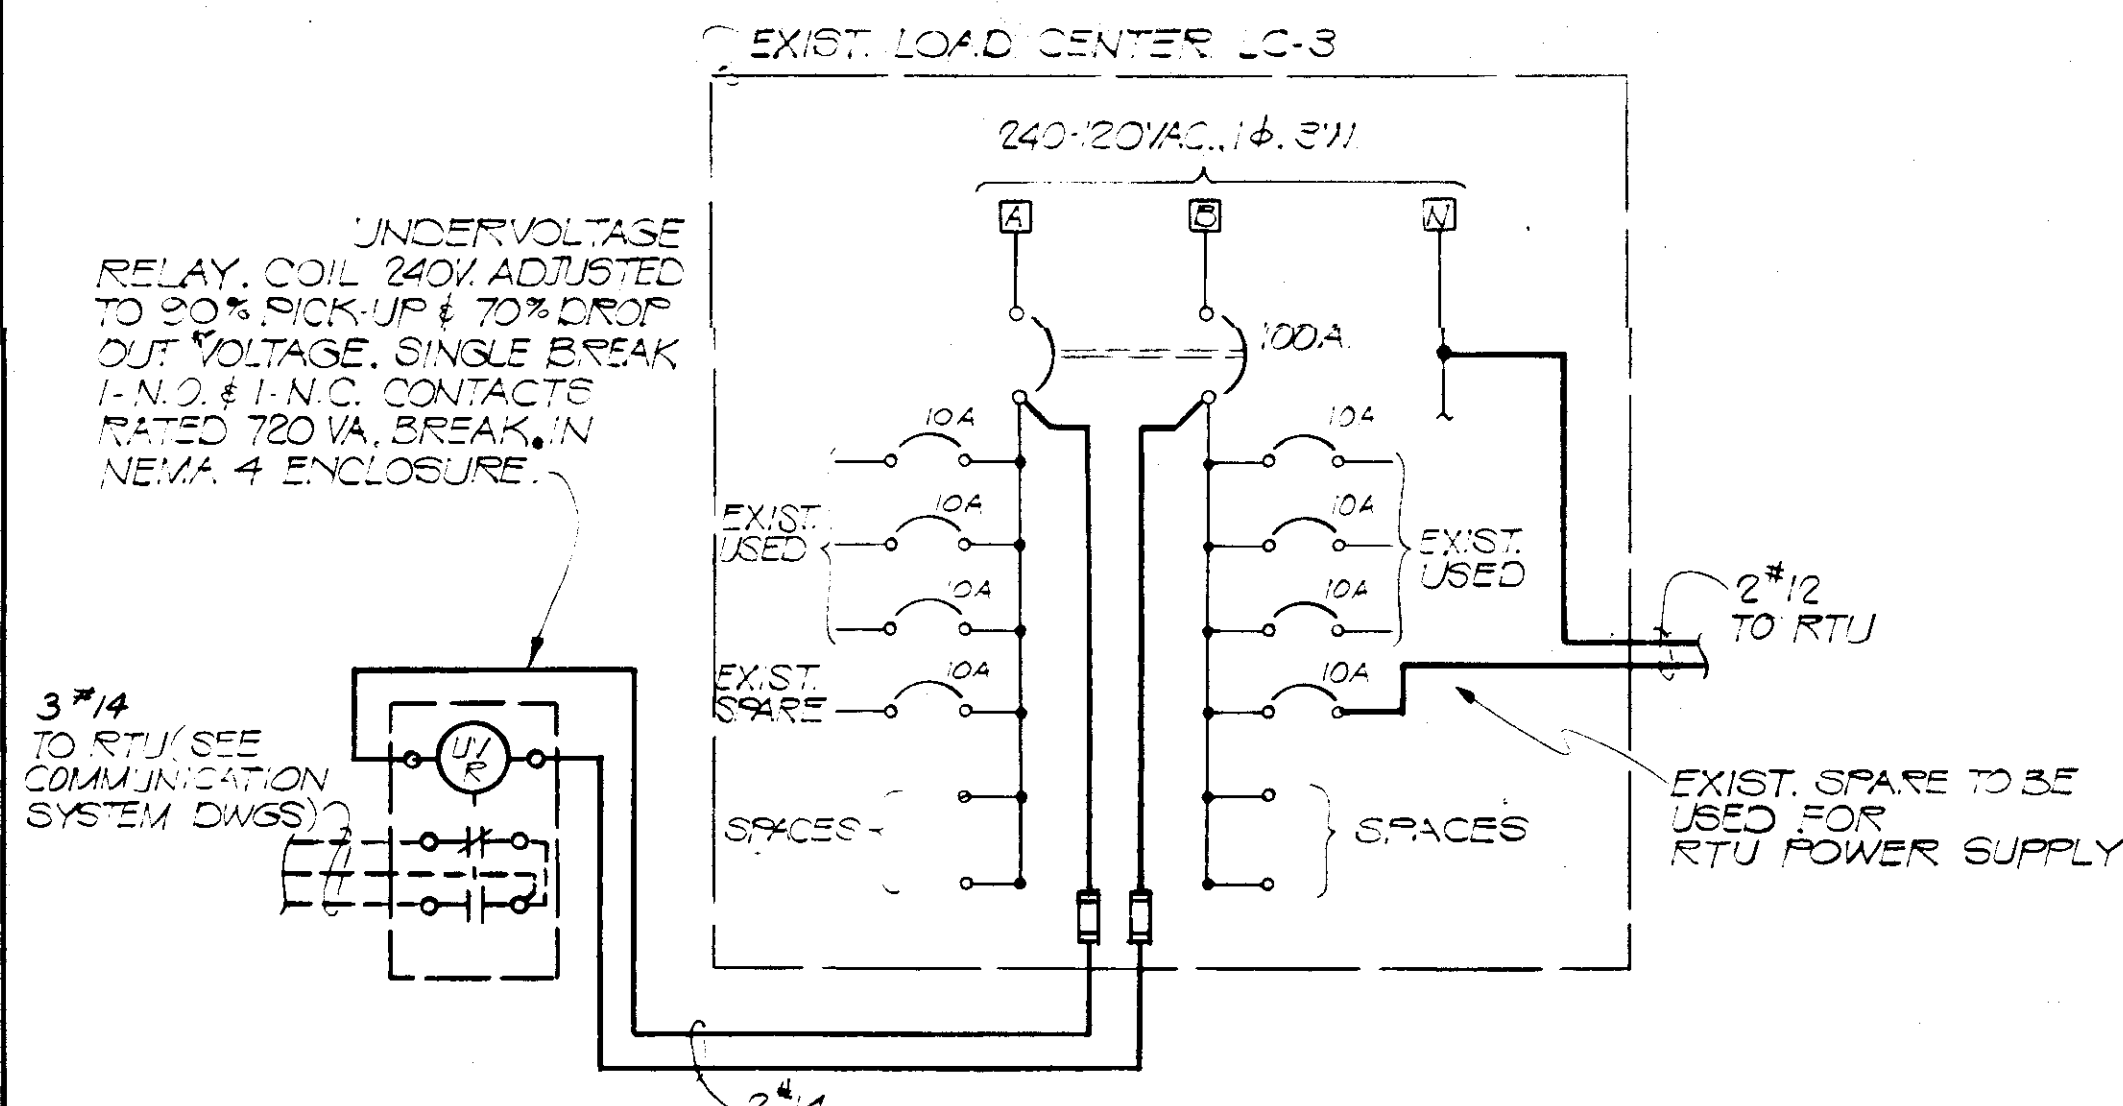 EXIST. LOAD CENTER LC-3
240-120VAC., 1φ. 3W
A
B
N
UNDERVOLTAGE
RELAY. COIL 240V. ADJUSTED
TO 90% PICK-UP & 70% DROP
OUT VOLTAGE. SINGLE BREAK
1-N.O. & 1-N.C. CONTACTS
RATED 720 VA. BREAK. IN
NEMA 4 ENCLOSURE.
100A.
10A
10A
10A
10A
EXIST.
USED
EXIST.
USED
10A
10A
2#12
TO RTU
EXIST.
SPARE
10A
10A
3#14
TO RTU (SEE
COMMUNICATION
SYSTEM DWGS)
UV
R
SPACES
SPACES
EXIST. SPARE TO BE
USED FOR
RTU POWER SUPPLY
2#14